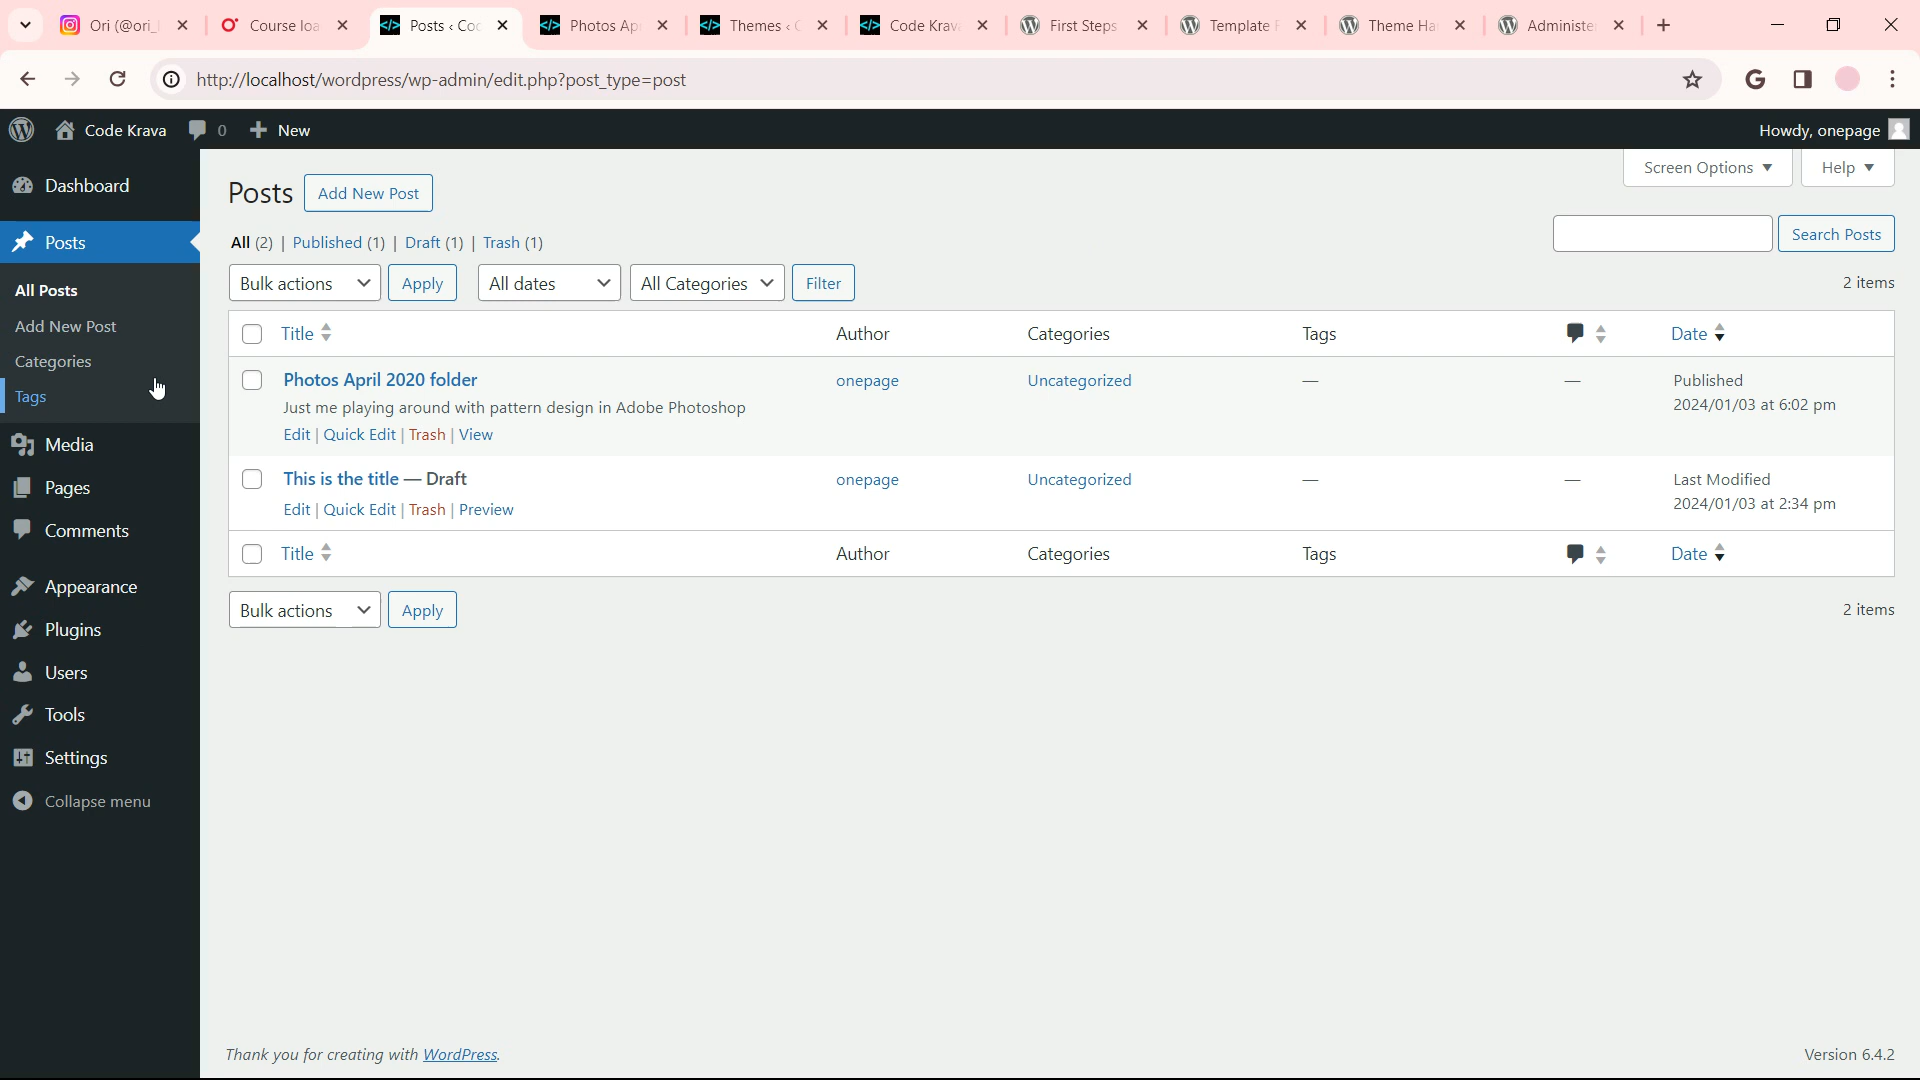 Ori (@ori_
Course loa
Posts ‹ Coc
Photos Ap
Themes ‹ C
Code Krav
First Steps
Template F
Theme Ha
Administe
http://localhost/wordpress/wp-admin/edit.php?post_type=post
Code Krava 0 New
Howdy, onepage
Dashboard
Posts
All Posts
Add New Post
Categories
Tags
Media
Pages
Comments
Appearance
Plugins
Users
Tools
Settings
Collapse menu
Screen Options Help
Posts Add New Post
All (2) | Published (1) | Draft (1) | Trash (1)
Search Posts
Bulk actions Apply All dates All Categories Filter
2 items
Title Author Categories Tags Date
Photos April 2020 folder onepage Uncategorized — — Published
2024/01/03 at 6:02 pm
Just me playing around with pattern design in Adobe Photoshop
Edit | Quick Edit | Trash | View
This is the title — Draft onepage Uncategorized — — Last Modified
2024/01/03 at 2:34 pm
Edit | Quick Edit | Trash | Preview
Title Author Categories Tags Date
Bulk actions Apply
2 items
Thank you for creating with WordPress.
Version 6.4.2